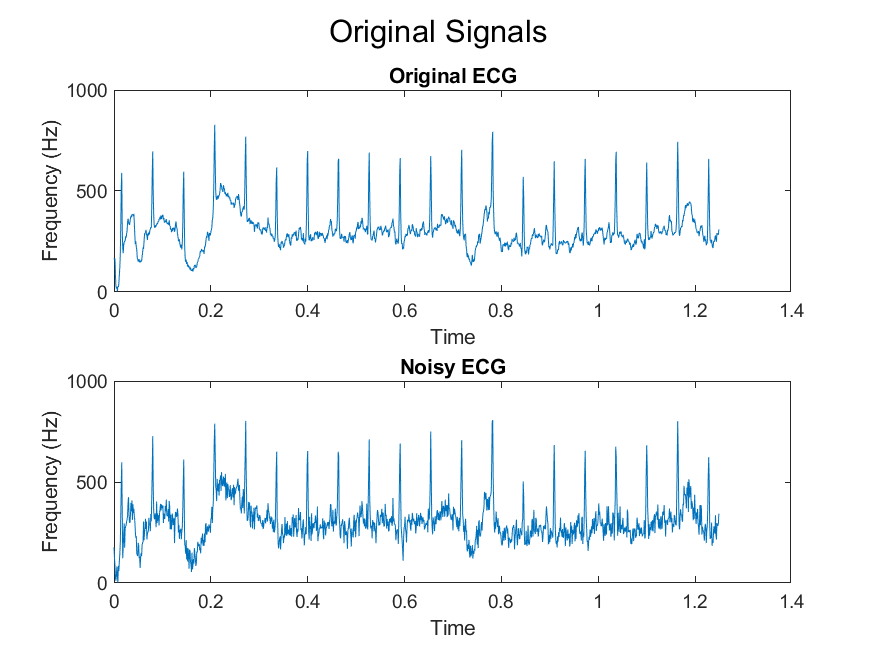 Original Signals
Original ECG
1000
500
0
Frequency (Hz)
0 0.2 0.4 0.6 0.8 1 1.2 1.4
Time
Noisy ECG
1000
500
0
Frequency (Hz)
0 0.2 0.4 0.6 0.8 1 1.2 1.4
Time